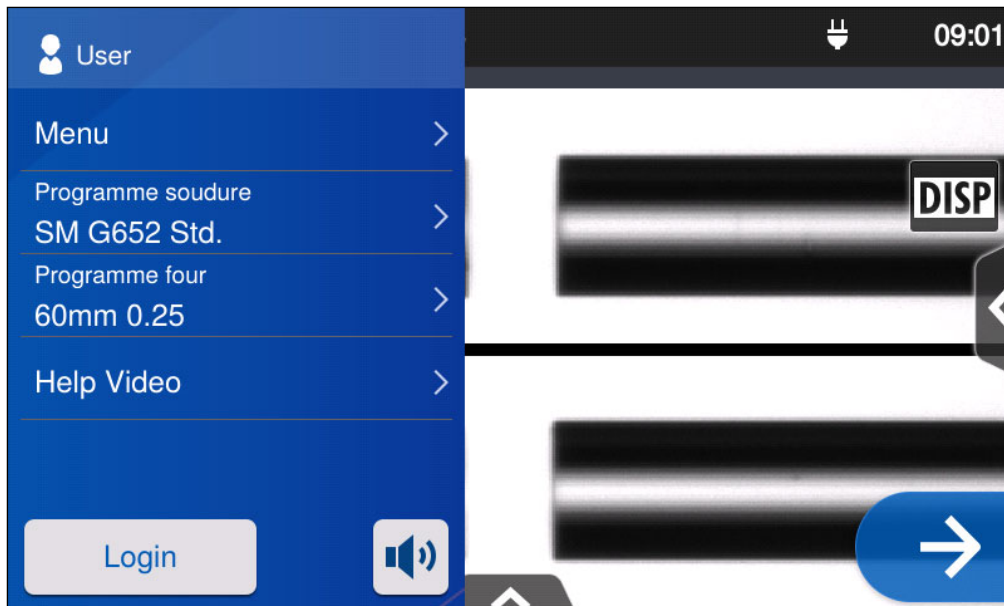 User
09:01
Menu
Programme soudure
SM G652 Std.
Programme four
60mm 0.25
Help Video
DISP
Login